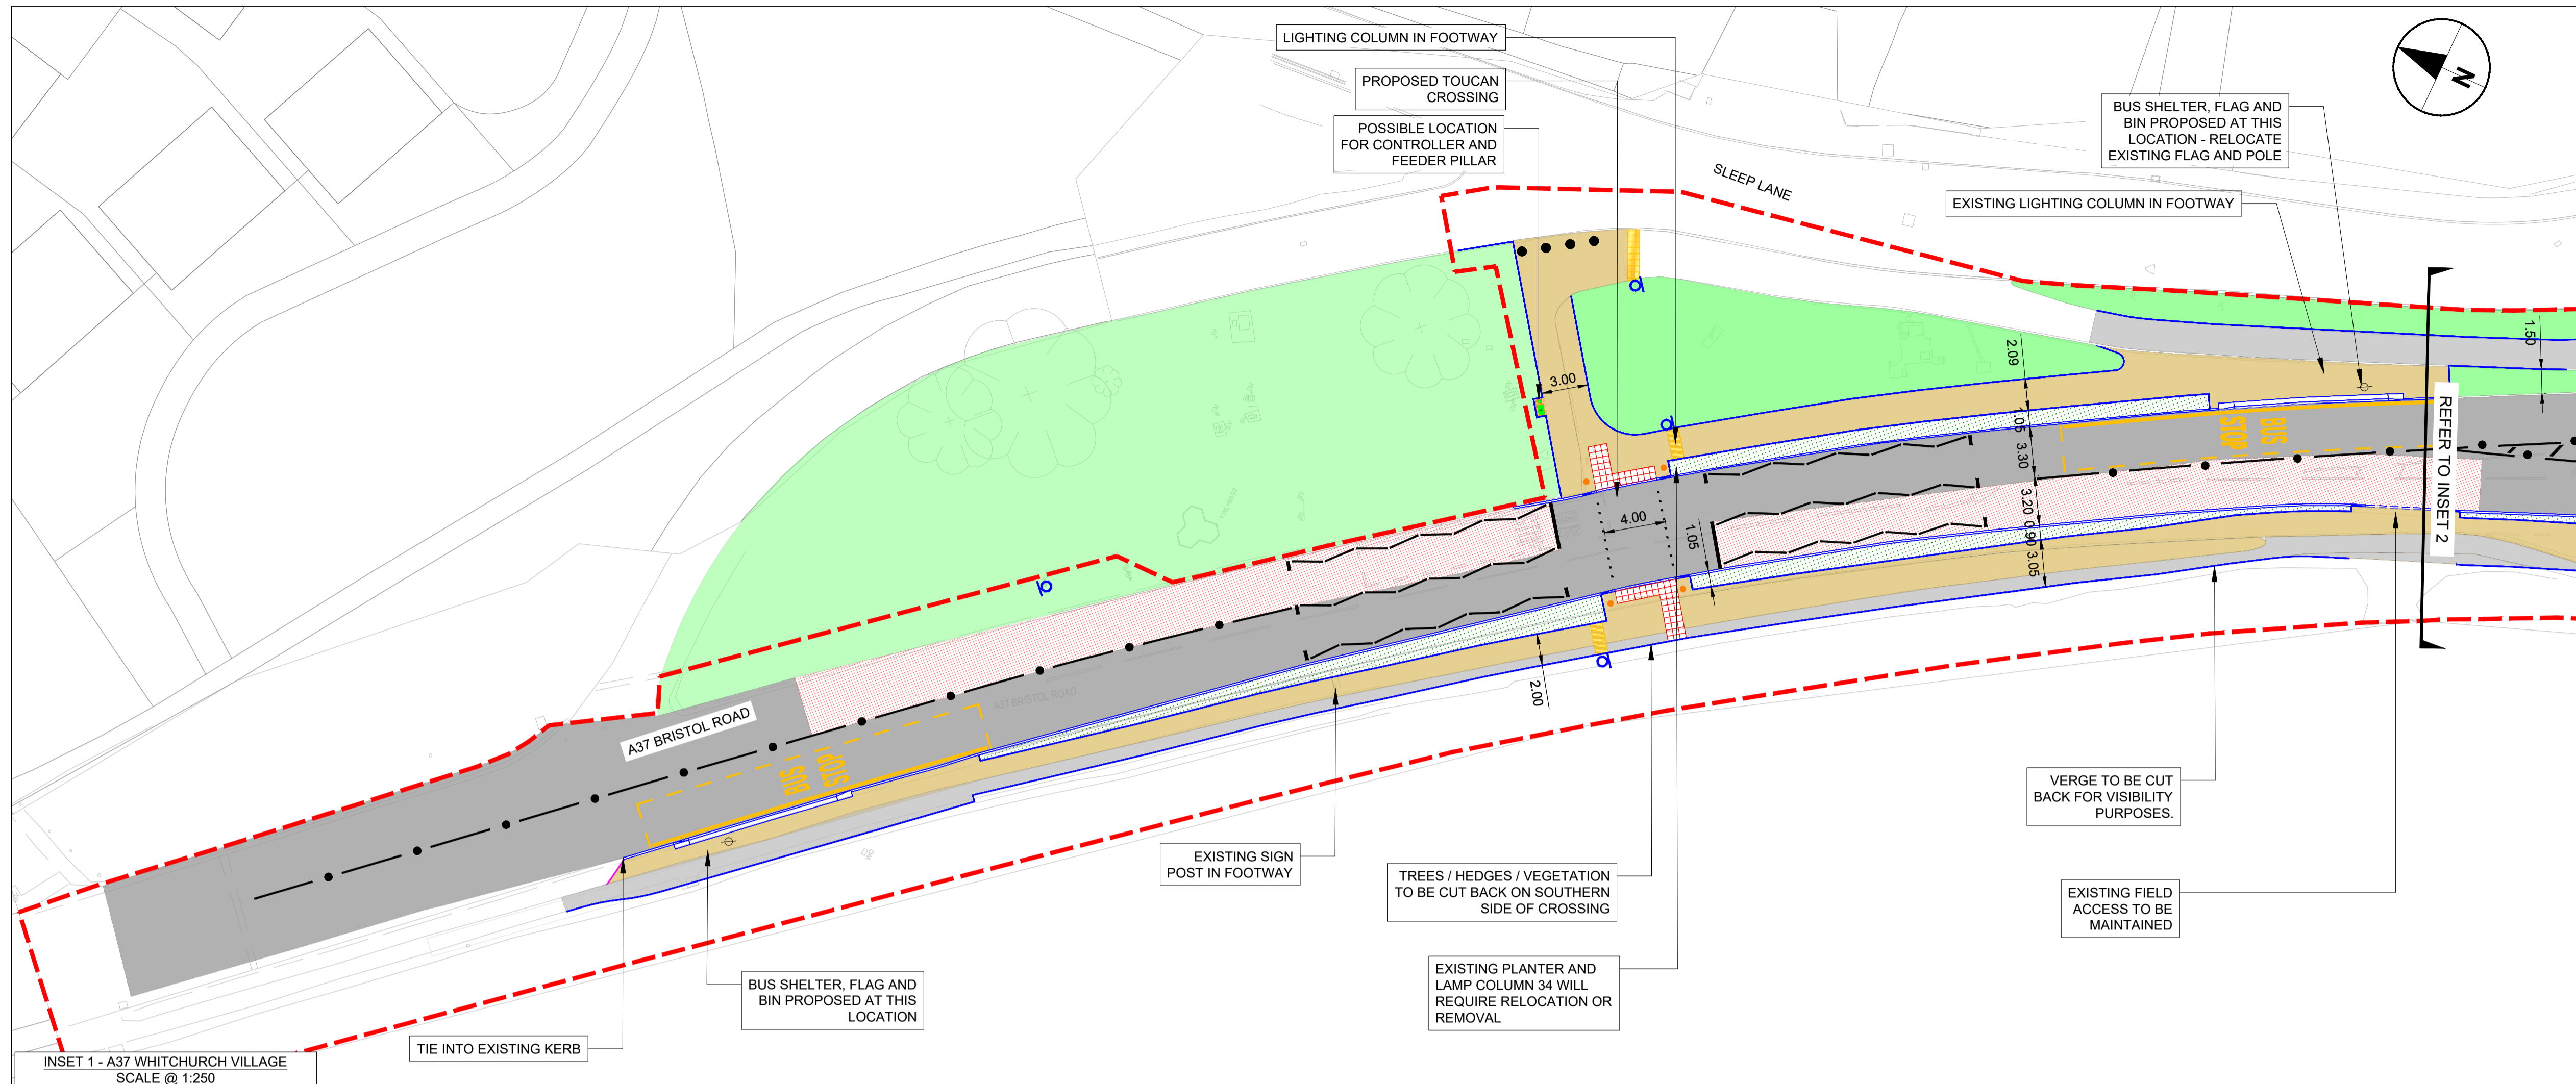 LIGHTING COLUMN IN FOOTWAY
PROPOSED TOUCAN
CROSSING
POSSIBLE LOCATION
FOR CONTROLLER AND
FEEDER PILLAR
SLEEP LANE
BUS SHELTER, FLAG AND
BIN PROPOSED AT THIS
LOCATION - RELOCATE
EXISTING FLAG AND POLE
N
EXISTING LIGHTING COLUMN IN FOOTWAY
3.00
2.09
1.05
3.30
3.20
0.90
3.05
1.50
BUS
STOP
REFER TO INSET 2
4.00
1.05
2.00
A37 BRISTOL ROAD
A37 BRISTOL ROAD
BUS
STOP
VERGE TO BE CUT
BACK FOR VISIBILITY
PURPOSES.
EXISTING SIGN
POST IN FOOTWAY
TREES / HEDGES / VEGETATION
TO BE CUT BACK ON SOUTHERN
SIDE OF CROSSING
EXISTING FIELD
ACCESS TO BE
MAINTAINED
EXISTING PLANTER AND
LAMP COLUMN 34 WILL
REQUIRE RELOCATION OR
REMOVAL
BUS SHELTER, FLAG AND
BIN PROPOSED AT THIS
LOCATION
TIE INTO EXISTING KERB
INSET 1 - A37 WHITCHURCH VILLAGE
SCALE @ 1:250